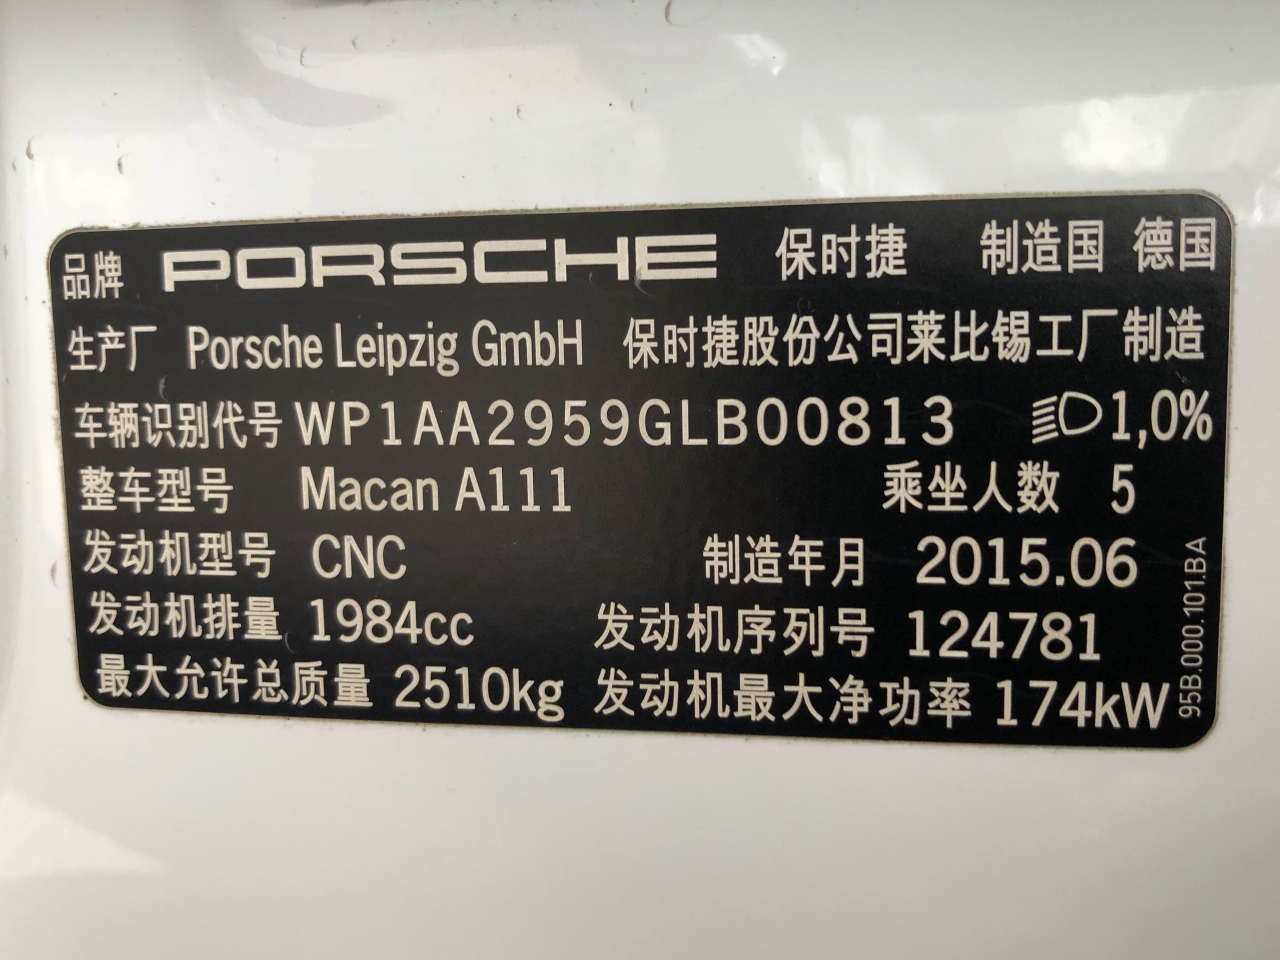 品牌 PORSCHE 保时捷 制造国 德国
生产厂 Porsche Leipzig GmbH 保时捷股份公司莱比锡工厂制造
车辆识别代号 WP1AA2959GLB00813 1,0%
整车型号 Macan A111 乘坐人数 5
发动机型号 CNC 制造年月 2015.06
发动机排量 1984cc 发动机序列号 124781
最大允许总质量 2510kg 发动机最大净功率 174kW
95B.000.101.BA